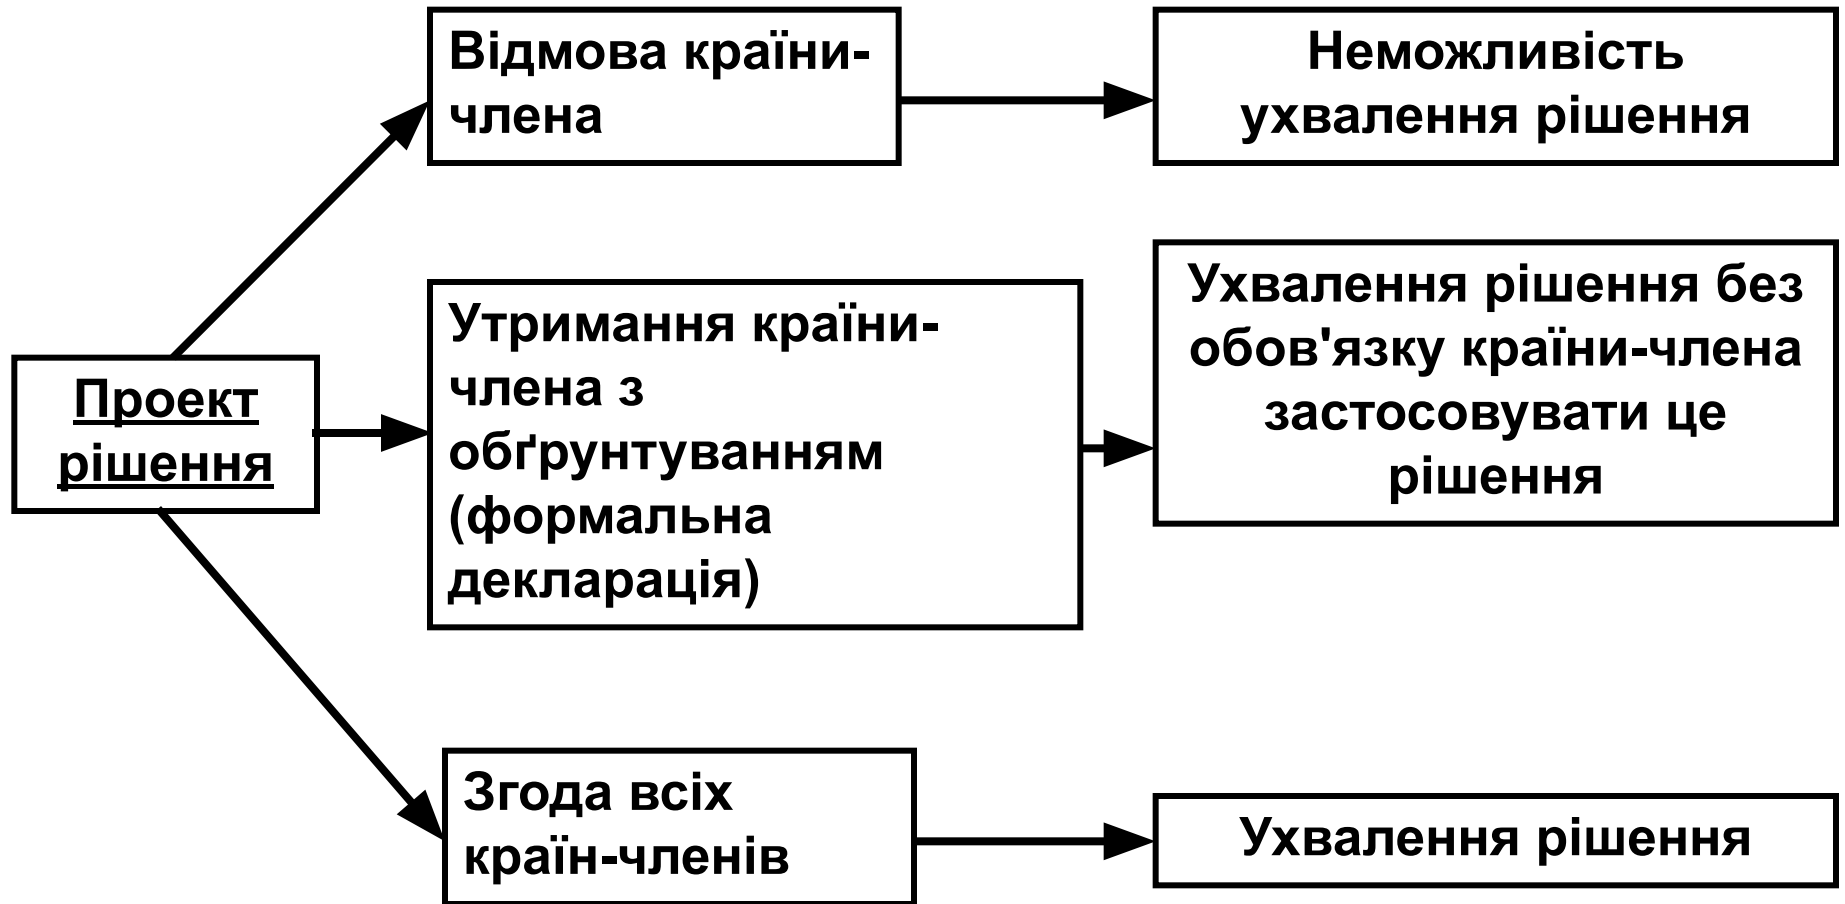 Відмова країни-
члена
Неможливість
ухвалення рішення
Проект
рішення
Утримання країни-
члена з
обґрунтуванням
(формальна
декларація)
Ухвалення рішення без
обов'язку країни-члена
застосовувати це
рішення
Згода всіх
країн-членів
Ухвалення рішення